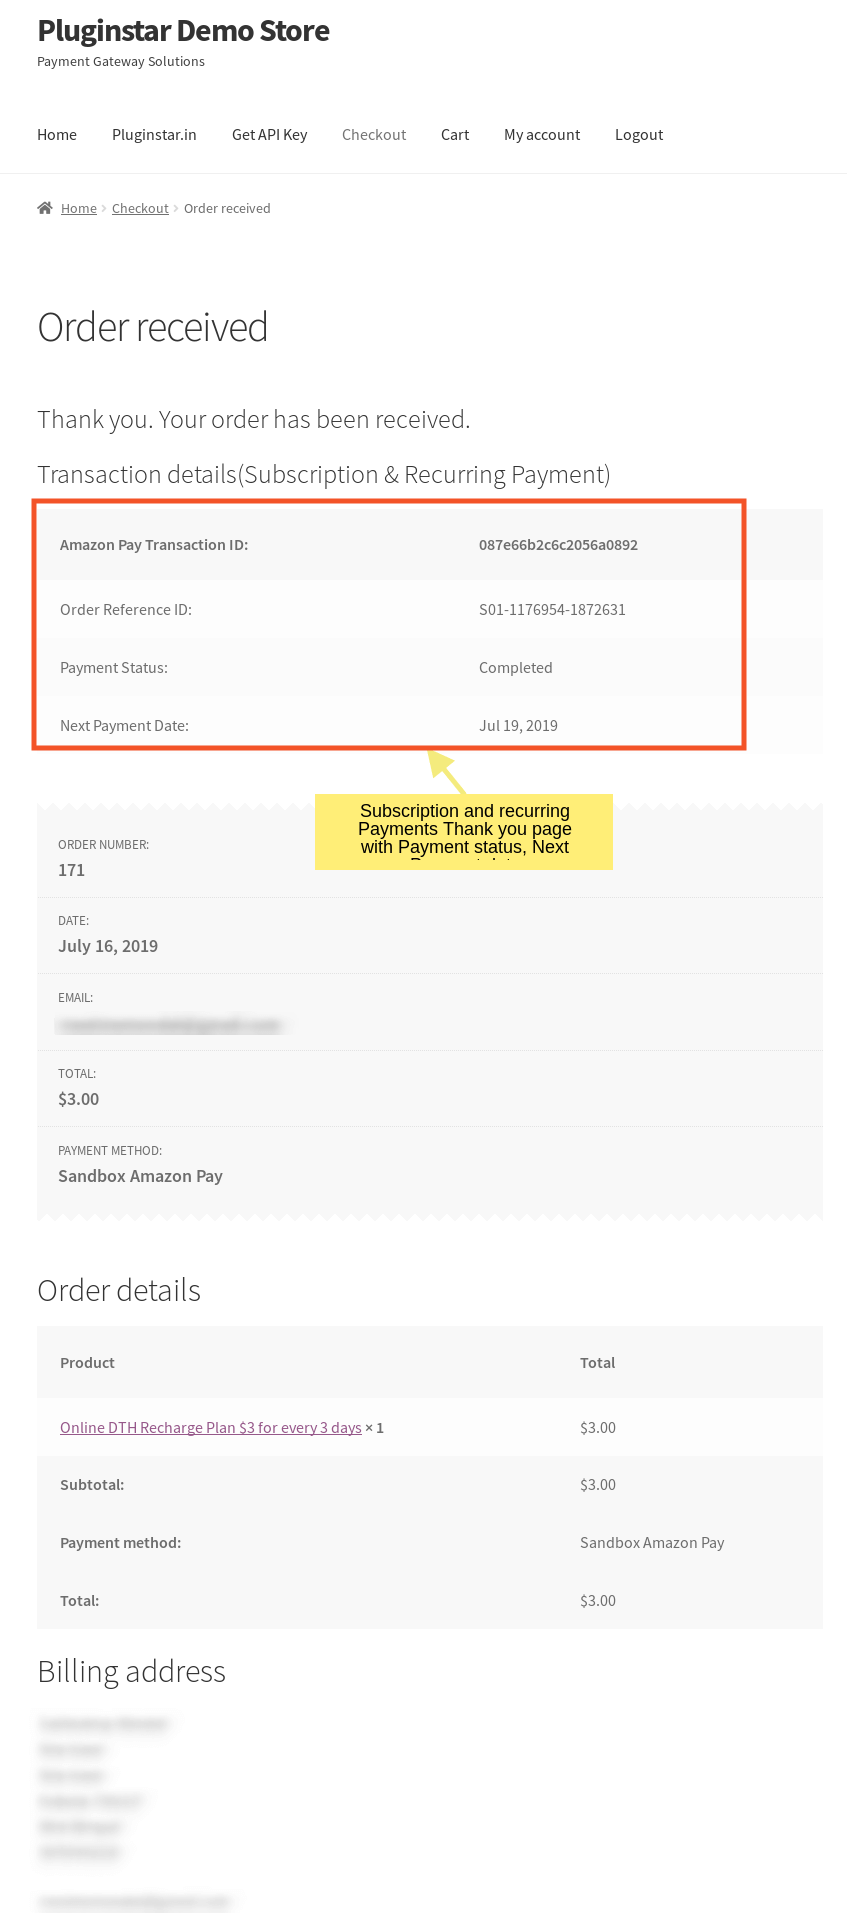 Pluginstar Demo Store
Payment Gateway Solutions
Home Pluginstar.in Get API Key Checkout Cart My account Logout
Home > Checkout > Order received
Order received
Thank you. Your order has been received.
Transaction details(Subscription & Recurring Payment)
Amazon Pay Transaction ID: 087e66b2c6c2056a0892
Order Reference ID: S01-1176954-1872631
Payment Status: Completed
Next Payment Date: Jul 19, 2019
Subscription and recurring
Payments Thank you page
with Payment status, Next
ORDER NUMBER:
171
DATE:
July 16, 2019
EMAIL:
TOTAL:
$3.00
PAYMENT METHOD:
Sandbox Amazon Pay
Order details
Product Total
Online DTH Recharge Plan $3 for every 3 days × 1 $3.00
Subtotal: $3.00
Payment method: Sandbox Amazon Pay
Total: $3.00
Billing address